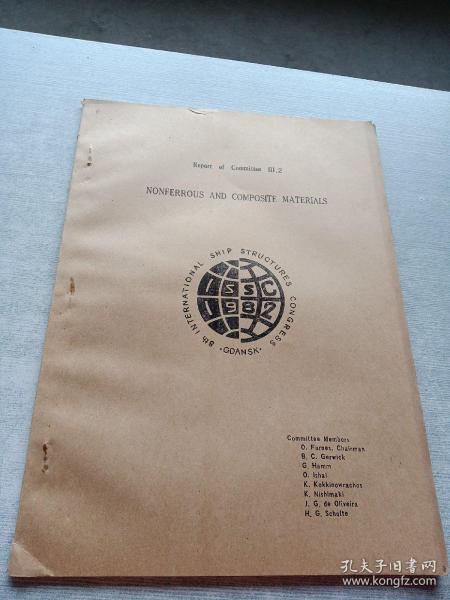 Report of Committee III.2
NONFERROUS AND COMPOSITE MATERIALS
8th INTERNATIONAL SHIP STRUCTURES CONGRESS
ISSC
1982
·GDANSK·
Committee Members
O. Furnes, Chairman
B. C. Gerwick
G. Hamm
O. Ishai
K. Kokkinowrachos
K. Nishimaki
J. G. de Oliveira
H. G. Schulte
孔夫子旧书网
www.kongfz.com